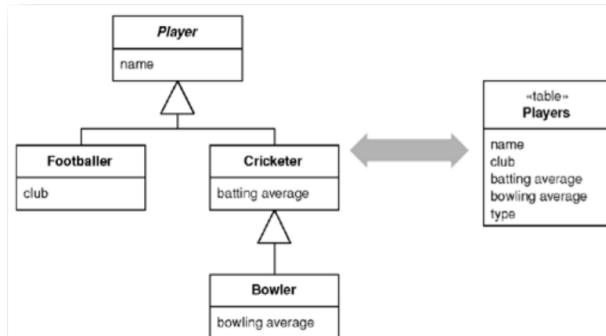 Player
name
Footballer
club
Cricketer
batting average
Bowler
bowling average
«table»
Players
name
club
batting average
bowling average
type